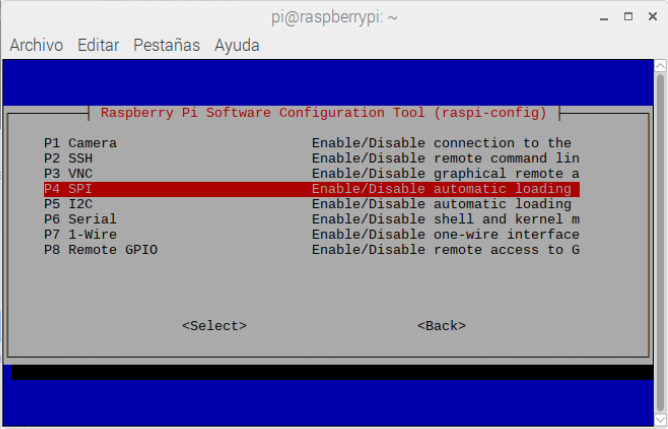 pi@raspberrypi: ~
Archivo Editar Pestañas Ayuda
Raspberry Pi Software Configuration Tool (raspi-config)
P1 Camera Enable/Disable connection to the
P2 SSH Enable/Disable remote command lin
P3 VNC Enable/Disable graphical remote a
P4 SPI Enable/Disable automatic loading
P5 I2C Enable/Disable automatic loading
P6 Serial Enable/Disable shell and kernel m
P7 1-Wire Enable/Disable one-wire interface
P8 Remote GPIO Enable/Disable remote access to G
<Select> <Back>